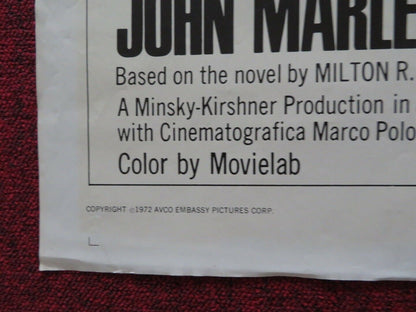 JOHN MARLE
Based on the novel by MILTON R.
A Minsky-Kirshner Production in
with Cinematografica Marco Polo
Color by Movielab
COPYRIGHT ©1972 AVCO EMBASSY PICTURES CORP.